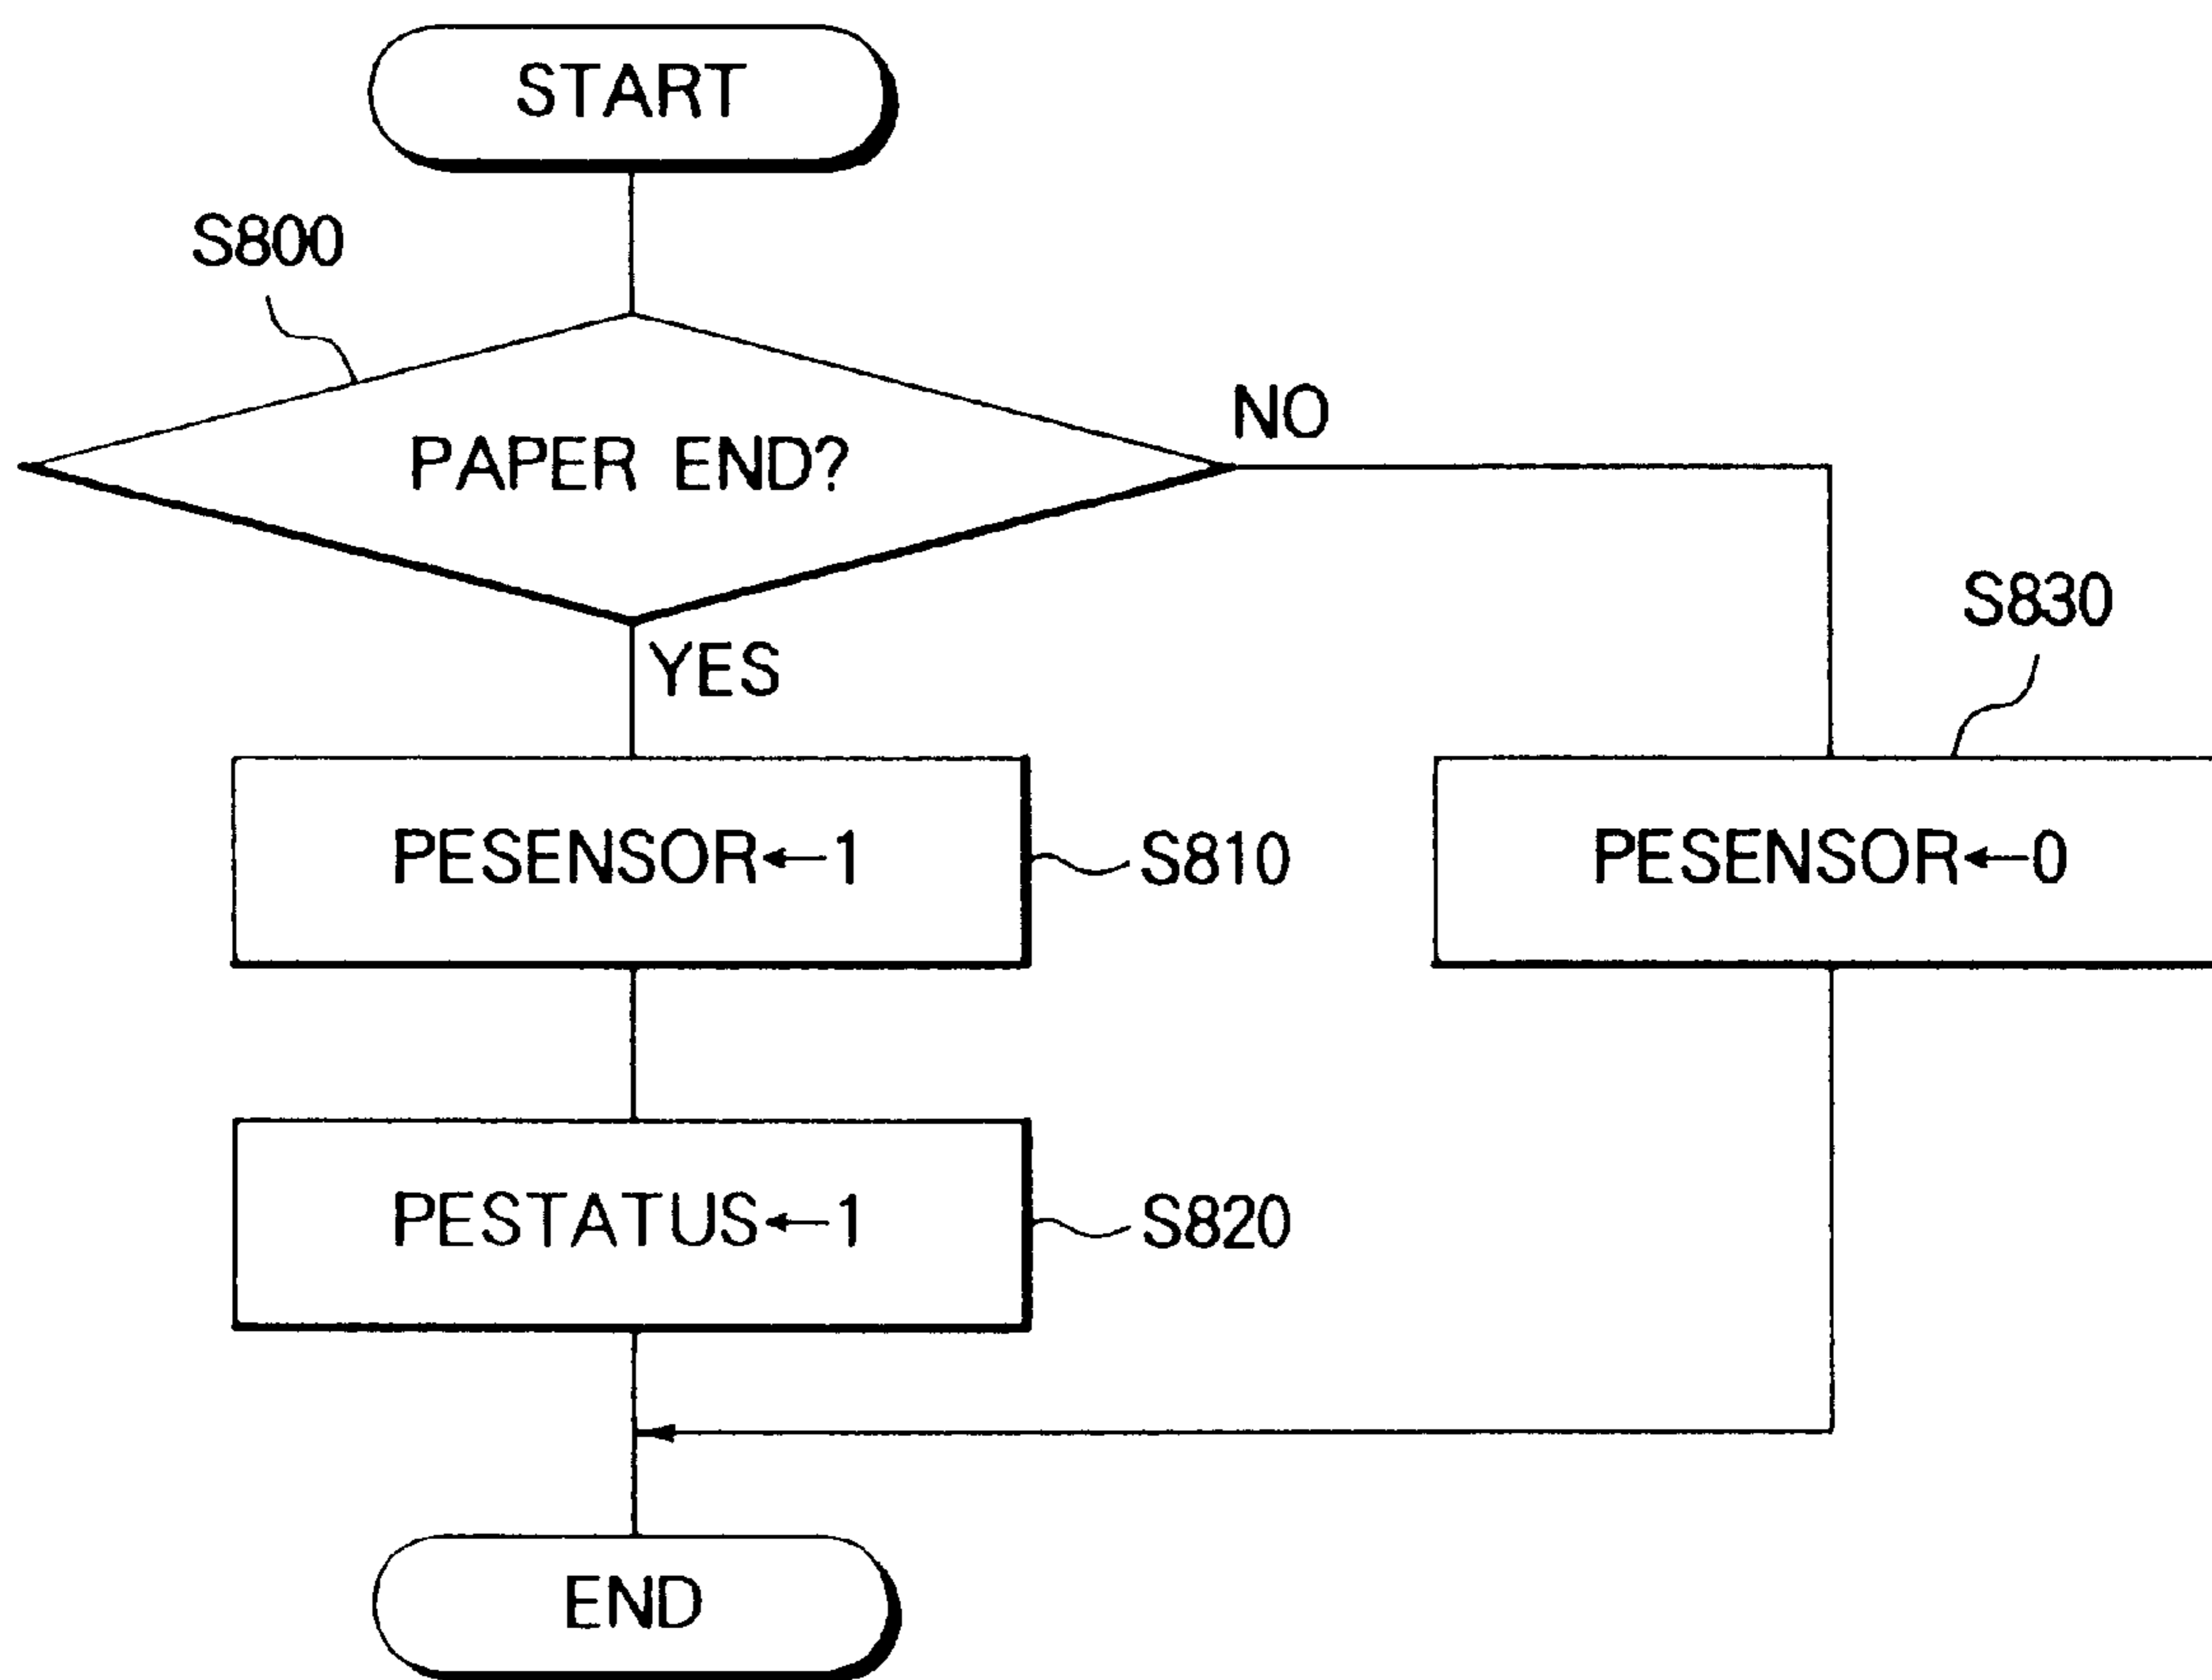 START
S800
PAPER END?
NO
YES
S830
PESENSOR←1
S810
PESENSOR←0
PESTATUS←1
S820
END